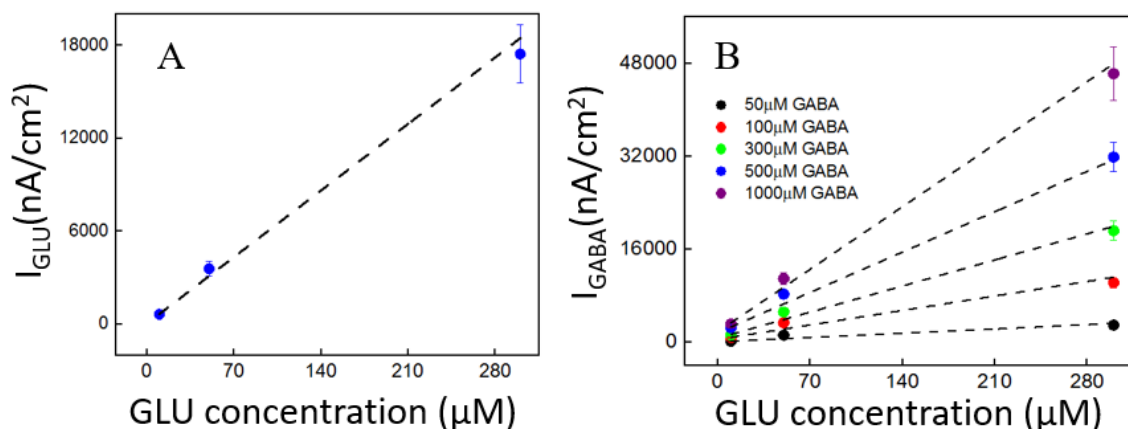 A
18000
12000
6000
0
I_GLU(nA/cm²)
0 70 140 210 280
GLU concentration (μM)
B
48000
32000
16000
0
I_GABA(nA/cm²)
50μM GABA
100μM GABA
300μM GABA
500μM GABA
1000μM GABA
0 70 140 210 280
GLU concentration (μM)